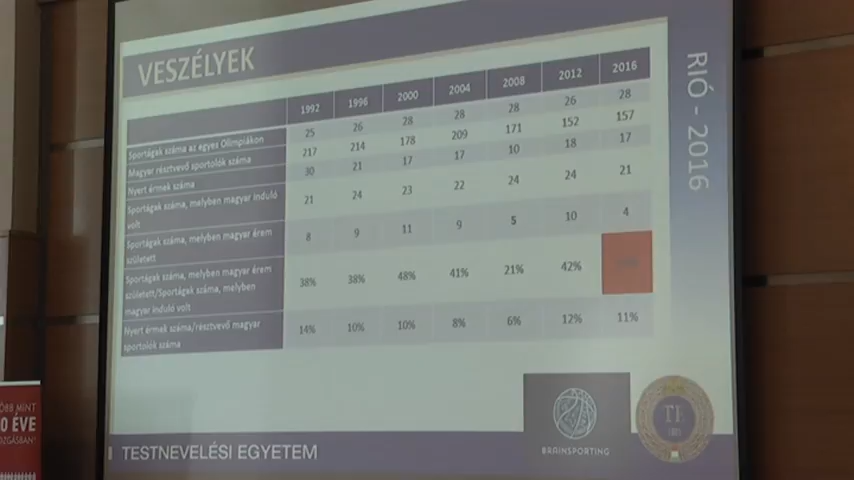 VESZÉLYEK
RIÓ - 2016
1992 1996 2000 2004 2008 2012 2016
Sportágak száma az egyes Olimpiákon 25 26 28 28 28 26 28
Magyar résztvevő sportolók száma 217 214 178 209 171 152 157
Nyert érmek száma 30 21 17 17 10 18 17
Sportágak száma, melyben magyar induló
volt 21 24 23 22 24 24 21
Sportágak száma, melyben magyar érem
született 8 9 11 9 5 10 4
Sportágak száma, melyben magyar érem
született/Sportágak száma, melyben
magyar induló volt 38% 38% 48% 41% 21% 42%
Nyert érmek száma/résztvevő magyar
sportolók száma 14% 10% 10% 8% 6% 12% 11%
BRAINSPORTING
TF
TESTNEVELÉSI EGYETEM
MINT
0 ÉVE